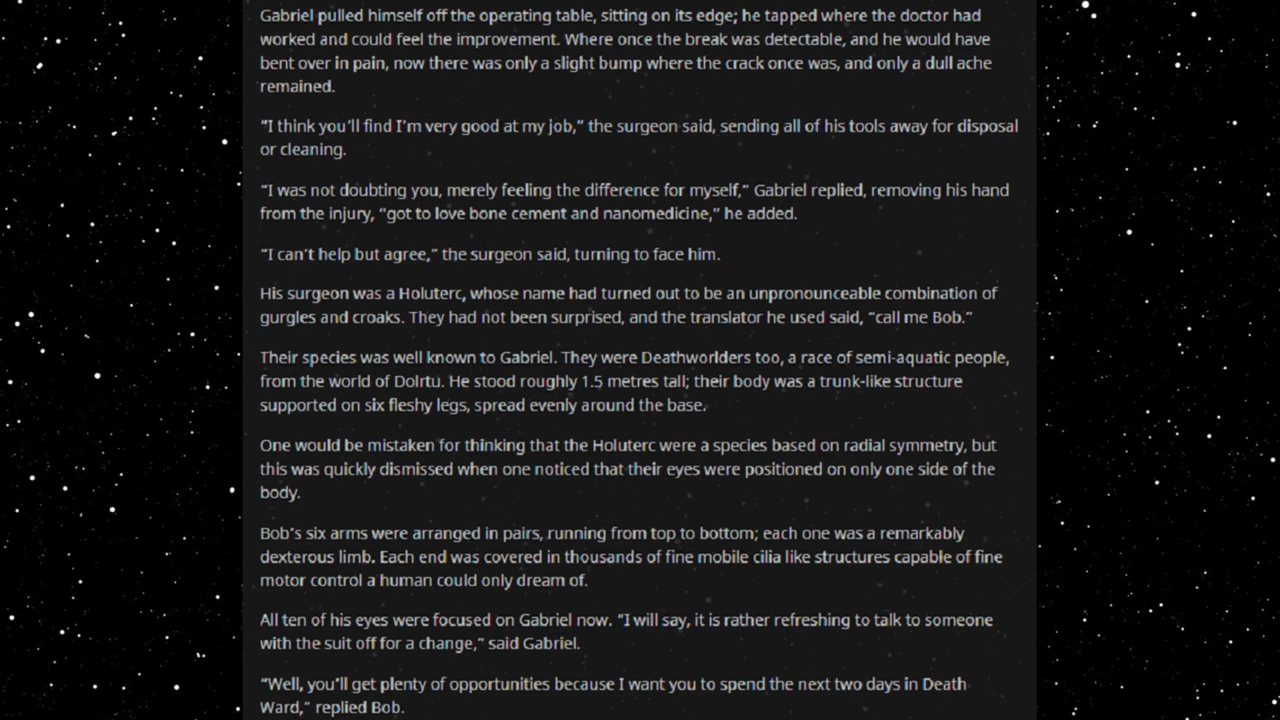 Gabriel pulled himself off the operating table, sitting on its edge; he tapped where the doctor had
worked and could feel the improvement. Where once the break was detectable, and he would have
bent over in pain, now there was only a slight bump where the crack once was, and only a dull ache
remained.
“I think you’ll find I’m very good at my job,” the surgeon said, sending all of his tools away for disposal
or cleaning.
“I was not doubting you, merely feeling the difference for myself,” Gabriel replied, removing his hand
from the injury, “got to love bone cement and nanomedicine,” he added.
“I can’t help but agree,” the surgeon said, turning to face him.
His surgeon was a Holuterc, whose name had turned out to be an unpronounceable combination of
gurgles and croaks. They had not been surprised, and the translator he used said, “call me Bob.”
Their species was well known to Gabriel. They were Deathworlders too, a race of semi-aquatic people,
from the world of Dolrtu. He stood roughly 1.5 metres tall; their body was a trunk-like structure
supported on six fleshy legs, spread evenly around the base.
One would be mistaken for thinking that the Holuterc were a species based on radial symmetry, but
this was quickly dismissed when one noticed that their eyes were positioned on only one side of the
body.
Bob’s six arms were arranged in pairs, running from top to bottom; each one was a remarkably
dexterous limb. Each end was covered in thousands of fine mobile cilia like structures capable of fine
motor control a human could only dream of.
All ten of his eyes were focused on Gabriel now. “I will say, it is rather refreshing to talk to someone
with the suit off for a change,” said Gabriel.
“Well, you’ll get plenty of opportunities because I want you to spend the next two days in Death
Ward,” replied Bob.